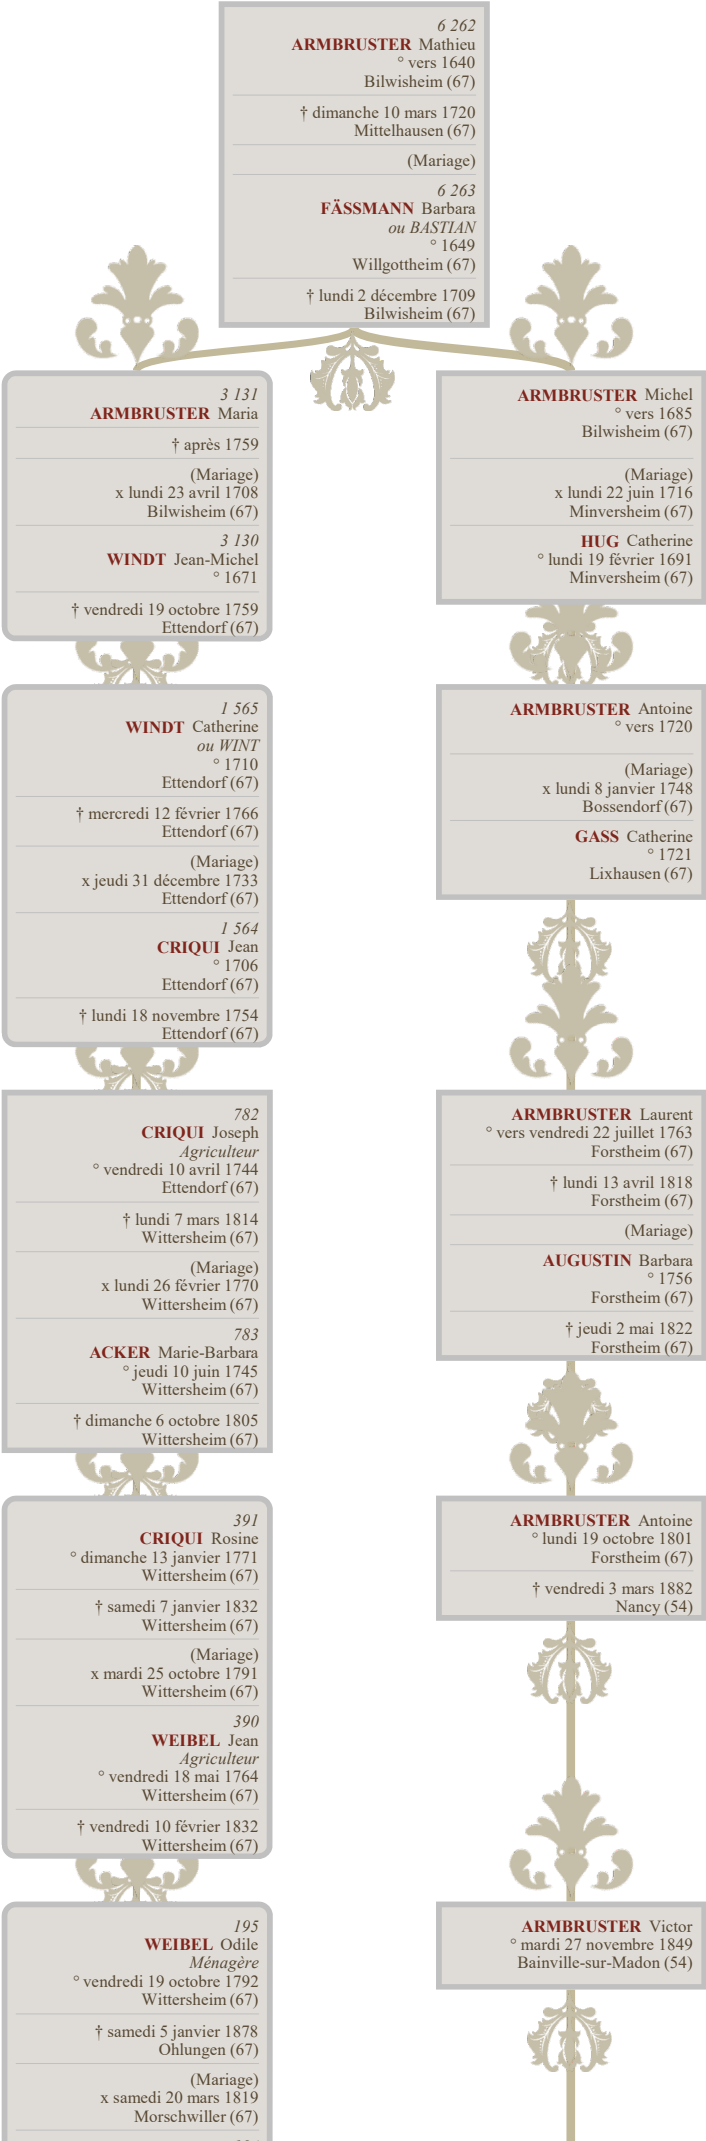 6 262
ARMBRUSTER Mathieu
° vers 1640
Bilwisheim (67)
† dimanche 10 mars 1720
Mittelhausen (67)
(Mariage)
6 263
FÄSSMANN Barbara
ou BASTIAN
° 1649
Willgottheim (67)
† lundi 2 décembre 1709
Bilwisheim (67)
3 131
ARMBRUSTER Maria
† après 1759
(Mariage)
x lundi 23 avril 1708
Bilwisheim (67)
3 130
WINDT Jean-Michel
° 1671
† vendredi 19 octobre 1759
Ettendorf (67)
ARMBRUSTER Michel
° vers 1685
Bilwisheim (67)
(Mariage)
x lundi 22 juin 1716
Minversheim (67)
HUG Catherine
° lundi 19 février 1691
Minversheim (67)
1 565
WINDT Catherine
ou WINT
° 1710
Ettendorf (67)
† mercredi 12 février 1766
Ettendorf (67)
(Mariage)
x jeudi 31 décembre 1733
Ettendorf (67)
1 564
CRIQUI Jean
° 1706
Ettendorf (67)
† lundi 18 novembre 1754
Ettendorf (67)
ARMBRUSTER Antoine
° vers 1720
(Mariage)
x lundi 8 janvier 1748
Bossendorf (67)
GASS Catherine
° 1721
Lixhausen (67)
782
CRIQUI Joseph
Agriculteur
° vendredi 10 avril 1744
Ettendorf (67)
† lundi 7 mars 1814
Wittersheim (67)
(Mariage)
x lundi 26 février 1770
Wittersheim (67)
783
ACKER Marie-Barbara
° jeudi 10 juin 1745
Wittersheim (67)
† dimanche 6 octobre 1805
Wittersheim (67)
ARMBRUSTER Laurent
° vers vendredi 22 juillet 1763
Forstheim (67)
† lundi 13 avril 1818
Forstheim (67)
(Mariage)
AUGUSTIN Barbara
° 1756
Forstheim (67)
† jeudi 2 mai 1822
Forstheim (67)
391
CRIQUI Rosine
° dimanche 13 janvier 1771
Wittersheim (67)
† samedi 7 janvier 1832
Wittersheim (67)
(Mariage)
x mardi 25 octobre 1791
Wittersheim (67)
390
WEIBEL Jean
Agriculteur
° vendredi 18 mai 1764
Wittersheim (67)
† vendredi 10 février 1832
Wittersheim (67)
ARMBRUSTER Antoine
° lundi 19 octobre 1801
Forstheim (67)
† vendredi 3 mars 1882
Nancy (54)
195
WEIBEL Odile
Ménagère
° vendredi 19 octobre 1792
Wittersheim (67)
† samedi 5 janvier 1878
Ohlungen (67)
(Mariage)
x samedi 20 mars 1819
Morschwiller (67)
ARMBRUSTER Victor
° mardi 27 novembre 1849
Bainville-sur-Madon (54)